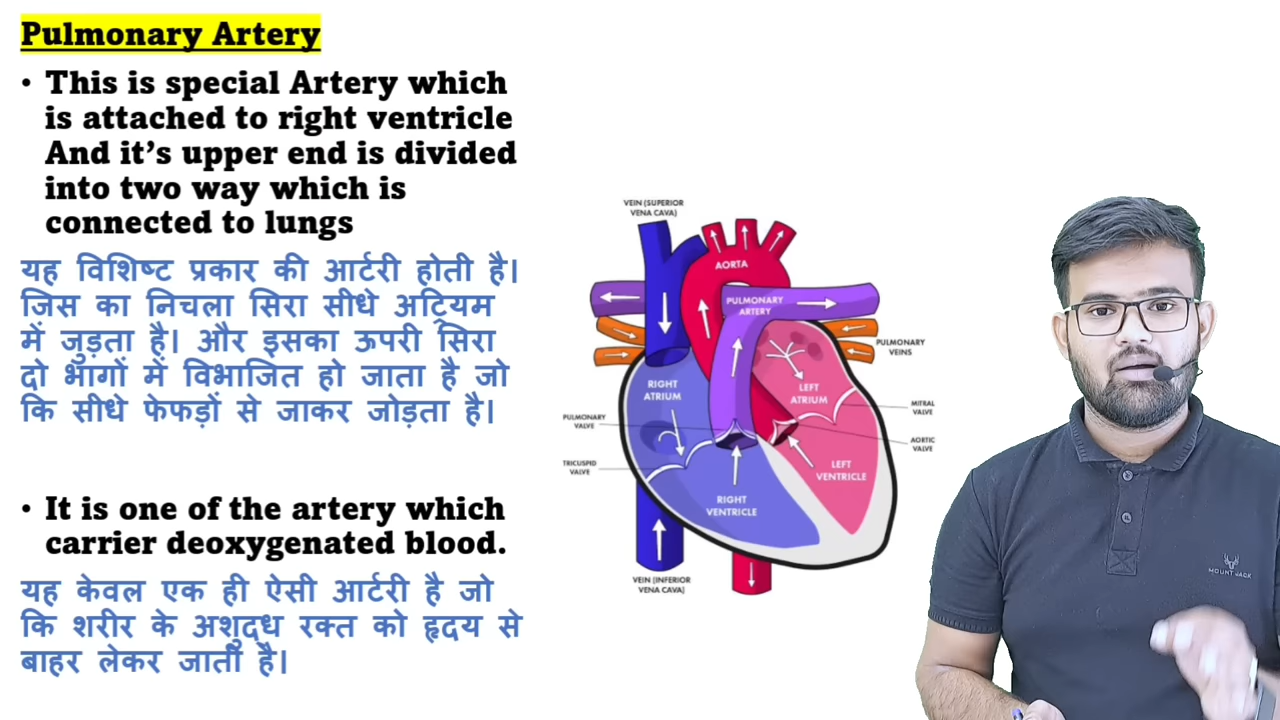 Pulmonary Artery
• This is special Artery which
is attached to right ventricle
And it’s upper end is divided
into two way which is
connected to lungs
यह विशिष्ट प्रकार की आर्टरी होती है।
जिस का निचला सिरा सीधे अट्रियम
में जुड़ता है। और इसका ऊपरी सिरा
दो भागों में विभाजित हो जाता है जो
कि सीधे फेफड़ों से जाकर जोड़ता है।
• It is one of the artery which
carrier deoxygenated blood.
यह केवल एक ही ऐसी आर्टरी है जो
कि शरीर के अशुद्ध रक्त को हृदय से
बाहर लेकर जाती है।
VEIN (SUPERIOR
VENA CAVA)
AORTA
PULMONARY
ARTERY
PULMONARY
VEINS
RIGHT
ATRIUM
LEFT
ATRIUM
MITRAL
VALVE
PULMONARY
VALVE
AORTIC
VALVE
TRICUSPID
VALVE
LEFT
VENTRICLE
RIGHT
VENTRICLE
VEIN (INFERIOR
VENA CAVA)
MOUNT JACK